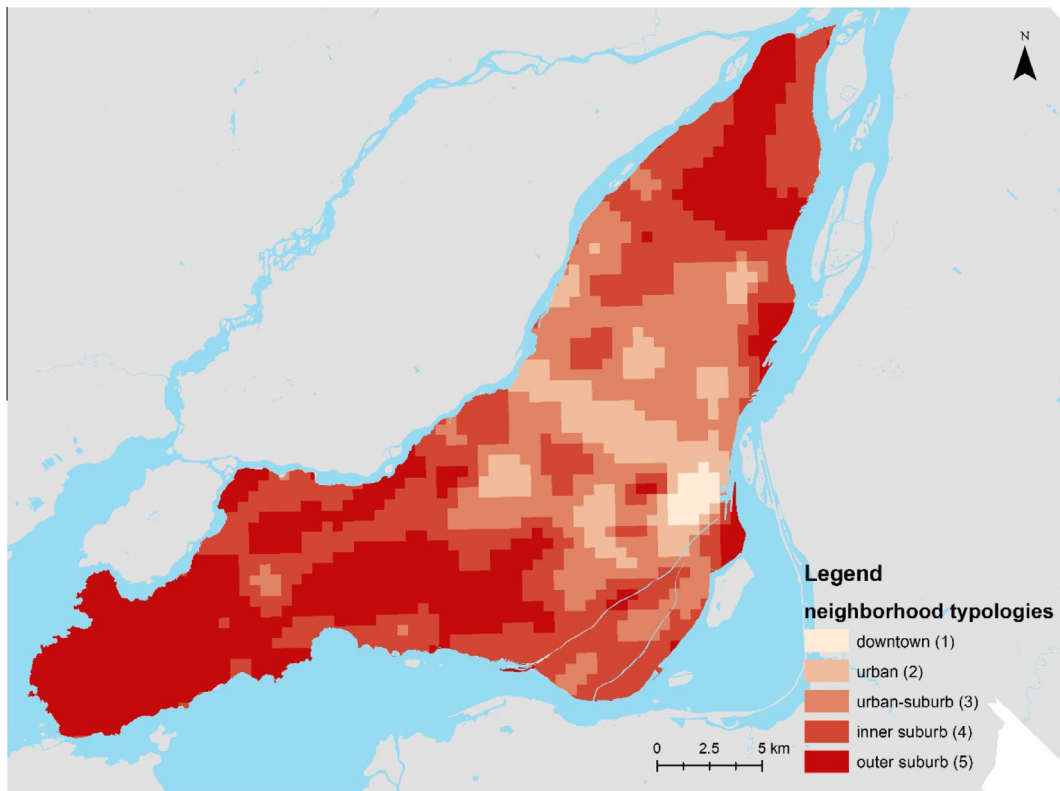 N
Legend
neighborhood typologies
downtown (1)
urban (2)
urban-suburb (3)
inner suburb (4)
outer suburb (5)
0 2.5 5 km